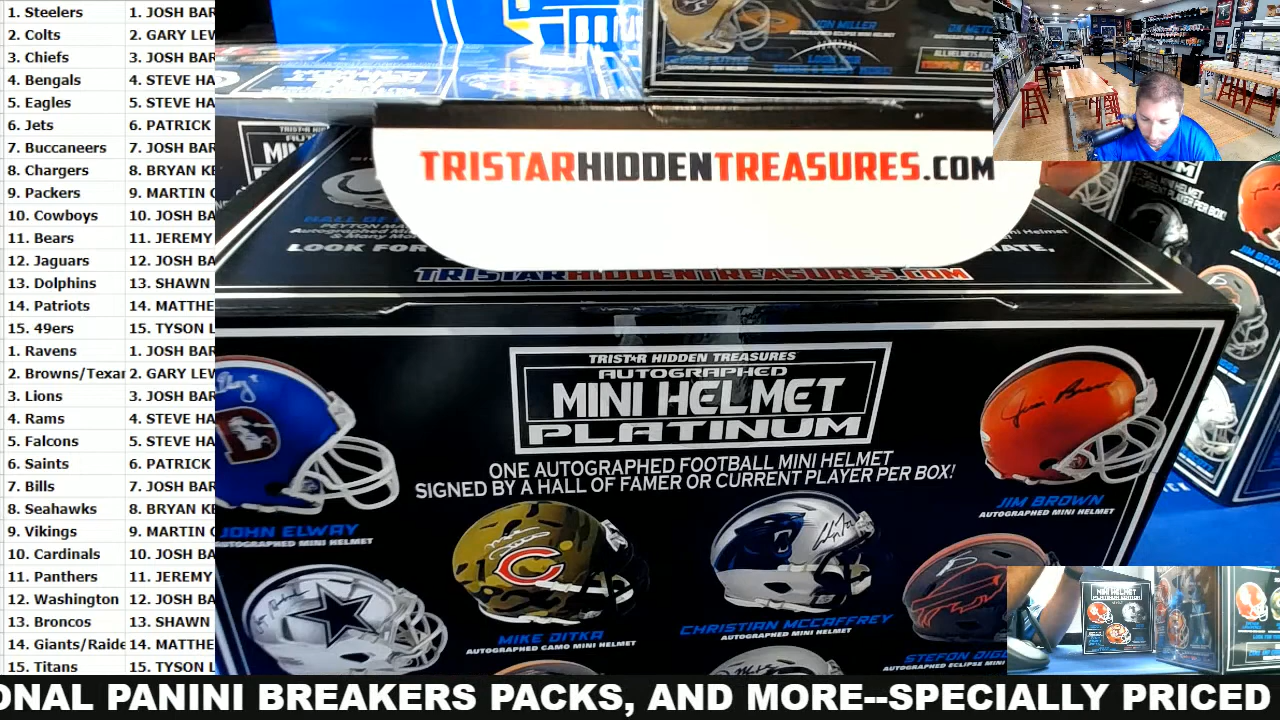 1. Steelers 1. JOSH BAR
2. Colts 2. GARY LEW
3. Chiefs 3. JOSH BAR
4. Bengals 4. STEVE HA
5. Eagles 5. STEVE HA
6. Jets 6. PATRICK
7. Buccaneers 7. JOSH BAR
8. Chargers 8. BRYAN KE
9. Packers 9. MARTIN
10. Cowboys 10. JOSH BA
11. Bears 11. JEREMY
12. Jaguars 12. JOSH BA
13. Dolphins 13. SHAWN
14. Patriots 14. MATTHE
15. 49ers 15. TYSON L
1. Ravens 1. JOSH BAR
2. Browns/Texan 2. GARY LEW
3. Lions 3. JOSH BAR
4. Rams 4. STEVE HA
5. Falcons 5. STEVE HA
6. Saints 6. PATRICK
7. Bills 7. JOSH BAR
8. Seahawks 8. BRYAN KE
9. Vikings 9. MARTIN
10. Cardinals 10. JOSH BA
11. Panthers 11. JEREMY
12. Washington 12. JOSH BA
13. Broncos 13. SHAWN
14. Giants/Raide 14. MATTHE
15. Titans 15. TYSON L
JON MILLER
TRISTARHIDDENTREASURES.COM
LOOK FOR
TRISTARHIDDENTREASURES.COM
TRISTAR HIDDEN TREASURES
AUTOGRAPHED
MINI HELMET
PLATINUM
ONE AUTOGRAPHED FOOTBALL MINI HELMET
SIGNED BY A HALL OF FAMER OR CURRENT PLAYER PER BOX!
JOHN ELWAY
AUTOGRAPHED MINI HELMET
JIM BROWN
AUTOGRAPHED MINI HELMET
MIKE DITKA
AUTOGRAPHED CAMO MINI HELMET
CHRISTIAN MCCAFFREY
AUTOGRAPHED MINI HELMET
STEFON DIGG
AUTOGRAPHED ECLIPSE MINI
ONAL PANINI BREAKERS PACKS, AND MORE--SPECIALLY PRICED